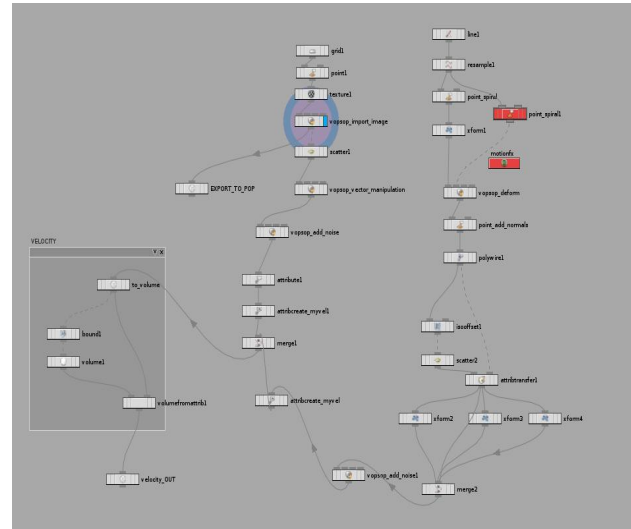 grid1
point1
texture1
vopsop_import_image
scatter1
EXPORT_TO_POP
vopsop_vector_manipulation
vopsop_add_noise
attribute1
attribcreate_myvel1
merge1
attribcreate_myvel
vopsop_add_noise1
VELOCITY
Y X
to_volume
bound1
volume1
volumefromattrib1
velocity_OUT
line1
resample1
point_spiral
point_spiral1
xform1
motionfx
vopsop_deform
point_add_normals
polywire1
isooffset1
scatter2
attribtransfer1
xform2
xform3
xform4
merge2